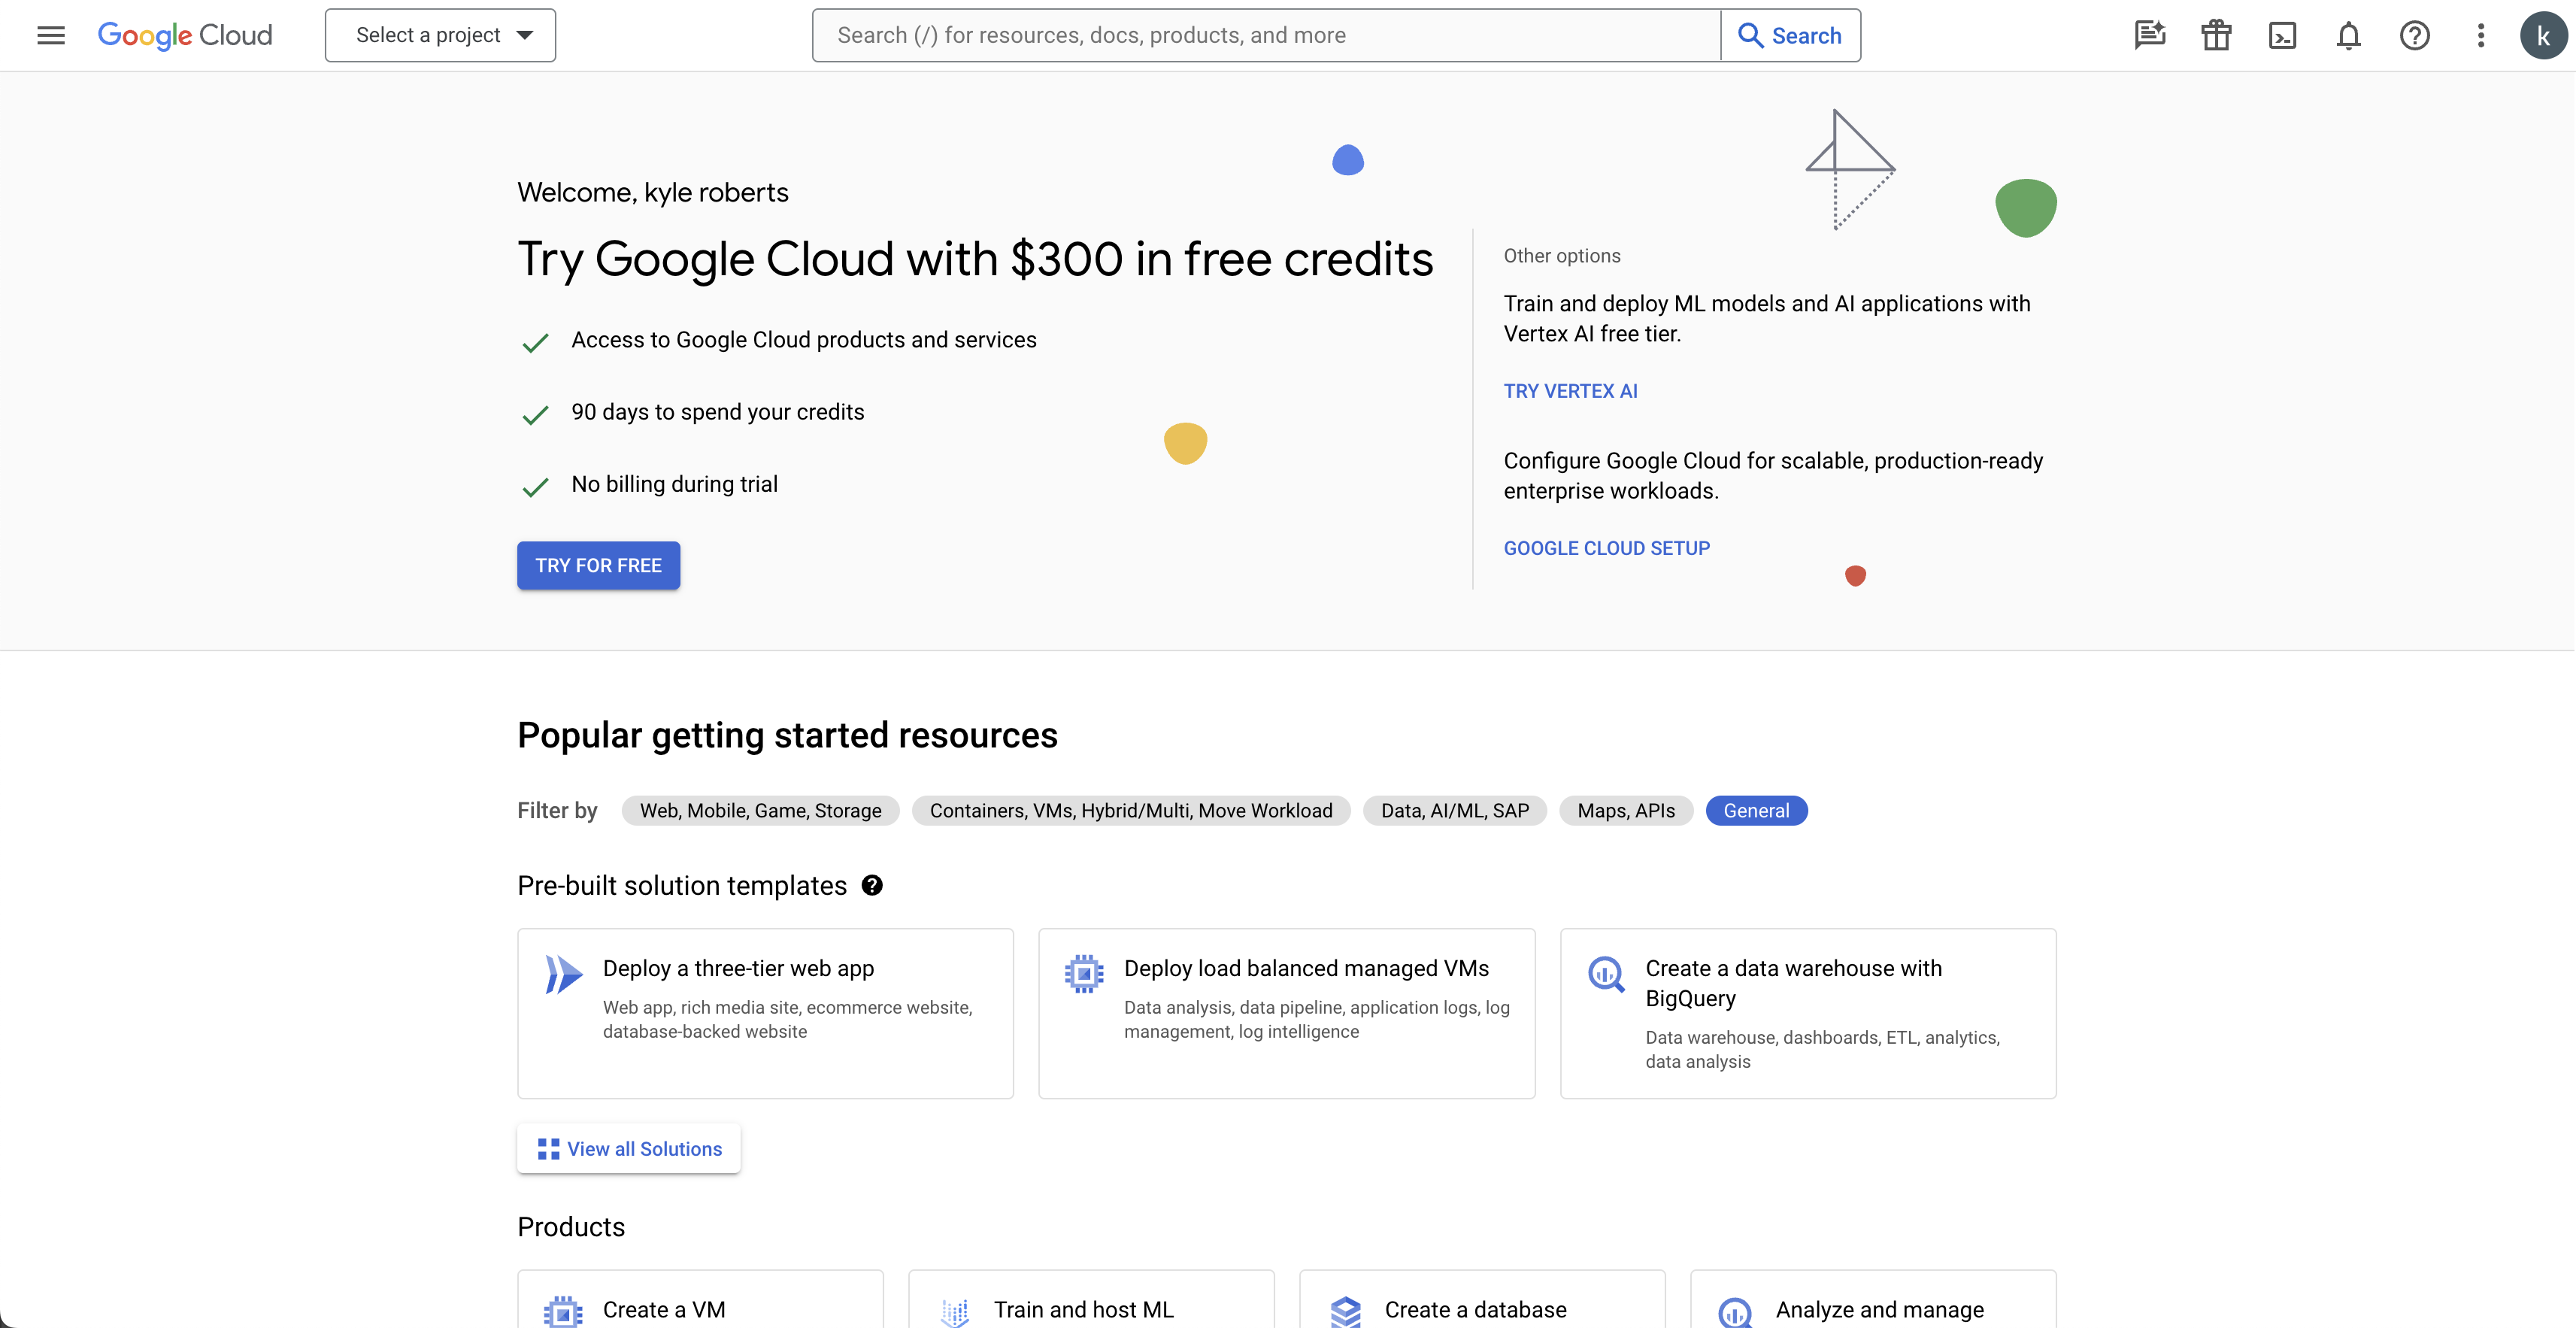 Google Cloud
Select a project
Search (/) for resources, docs, products, and more
Search
k
Welcome, kyle roberts
Try Google Cloud with $300 in free credits
Access to Google Cloud products and services
90 days to spend your credits
No billing during trial
TRY FOR FREE
Other options
Train and deploy ML models and AI applications with
Vertex AI free tier.
TRY VERTEX AI
Configure Google Cloud for scalable, production-ready
enterprise workloads.
GOOGLE CLOUD SETUP
Popular getting started resources
Filter by
Web, Mobile, Game, Storage
Containers, VMs, Hybrid/Multi, Move Workload
Data, AI/ML, SAP
Maps, APIs
General
Pre-built solution templates
Deploy a three-tier web app
Web app, rich media site, ecommerce website,
database-backed website
Deploy load balanced managed VMs
Data analysis, data pipeline, application logs, log
management, log intelligence
Create a data warehouse with
BigQuery
Data warehouse, dashboards, ETL, analytics,
data analysis
View all Solutions
Products
Create a VM
Train and host ML
Create a database
Analyze and manage